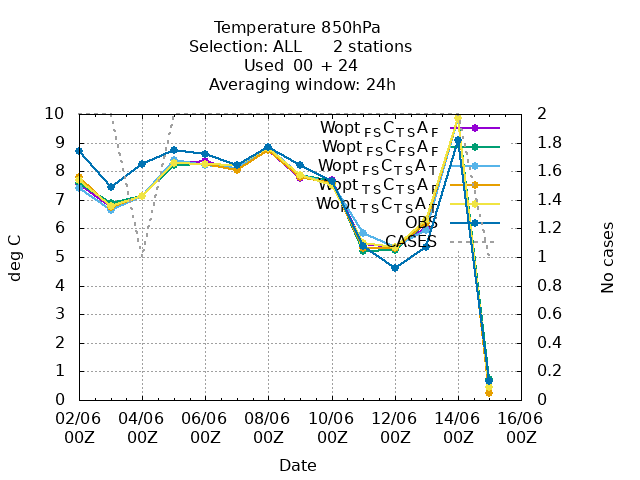 Temperature 850hPa
Selection: ALL 2 stations
Used 00 + 24
Averaging window: 24h
Wopt FS C TS A F
Wopt FS C FS A F
Wopt FS C TS A T
Wopt TS C TS A F
Wopt TS C TS A T
OBS
CASES
deg C
10
9
8
7
6
5
4
3
2
1
0
No cases
2
1.8
1.6
1.4
1.2
1
0.8
0.6
0.4
0.2
0
02/06 04/06 06/06 08/06 10/06 12/06 14/06 16/06
00Z 00Z 00Z 00Z 00Z 00Z 00Z 00Z
Date